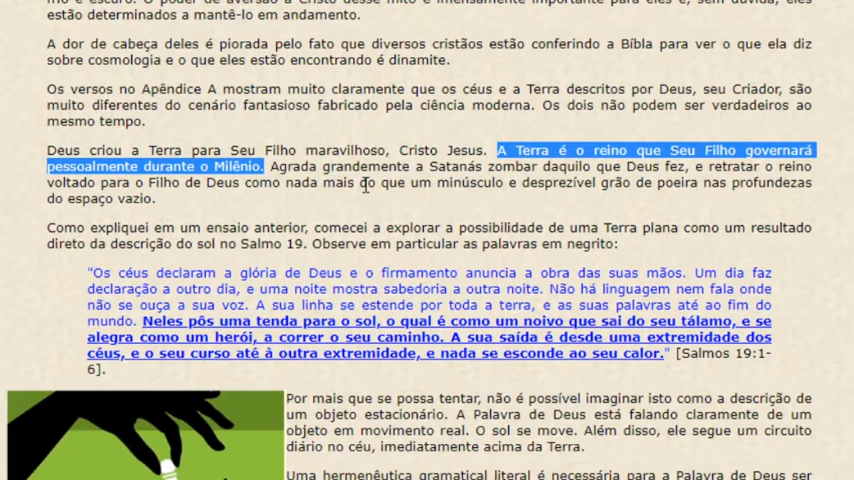 estão determinados a mantê-lo em andamento.
A dor de cabeça deles é piorada pelo fato que diversos cristãos estão conferindo a Bíblia para ver o que ela diz
sobre cosmologia e o que eles estão encontrando é dinamite.
Os versos no Apêndice A mostram muito claramente que os céus e a Terra descritos por Deus, seu Criador, são
muito diferentes do cenário fantasioso fabricado pela ciência moderna. Os dois não podem ser verdadeiros ao
mesmo tempo.
Deus criou a Terra para Seu Filho maravilhoso, Cristo Jesus. A Terra é o reino que Seu Filho governará
pessoalmente durante o Milênio. Agrada grandemente a Satanás zombar daquilo que Deus fez, e retratar o reino
voltado para o Filho de Deus como nada mais do que um minúsculo e desprezível grão de poeira nas profundezas
do espaço vazio.
Como expliquei em um ensaio anterior, comecei a explorar a possibilidade de uma Terra plana como um resultado
direto da descrição do sol no Salmo 19. Observe em particular as palavras em negrito:
"Os céus declaram a glória de Deus e o firmamento anuncia a obra das suas mãos. Um dia faz
declaração a outro dia, e uma noite mostra sabedoria a outra noite. Não há linguagem nem fala onde
não se ouça a sua voz. A sua linha se estende por toda a terra, e as suas palavras até ao fim do
mundo. Neles pôs uma tenda para o sol, o qual é como um noivo que sai do seu tálamo, e se
alegra como um herói, a correr o seu caminho. A sua saída é desde uma extremidade dos
céus, e o seu curso até à outra extremidade, e nada se esconde ao seu calor." [Salmos 19:1-
6].
Por mais que se possa tentar, não é possível imaginar isto como a descrição de
um objeto estacionário. A Palavra de Deus está falando claramente de um
objeto em movimento real. O sol se move. Além disso, ele segue um circuito
diário no céu, imediatamente acima da Terra.
Uma hermenêutica gramatical literal é necessária para a Palavra de Deus ser